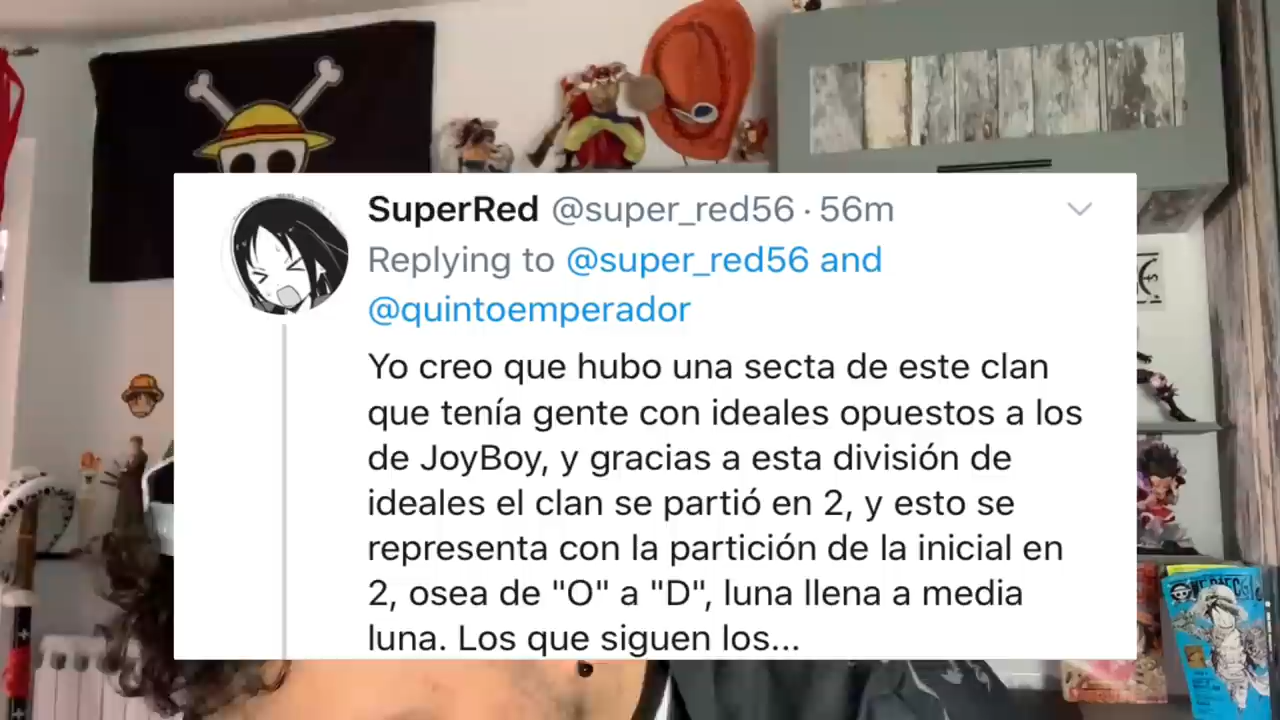 SuperRed @super_red56 · 56m
Replying to @super_red56 and
@quintoemperador
Yo creo que hubo una secta de este clan
que tenía gente con ideales opuestos a los
de JoyBoy, y gracias a esta división de
ideales el clan se partió en 2, y esto se
representa con la partición de la inicial en
2, osea de "O" a "D", luna llena a media
luna. Los que siguen los...